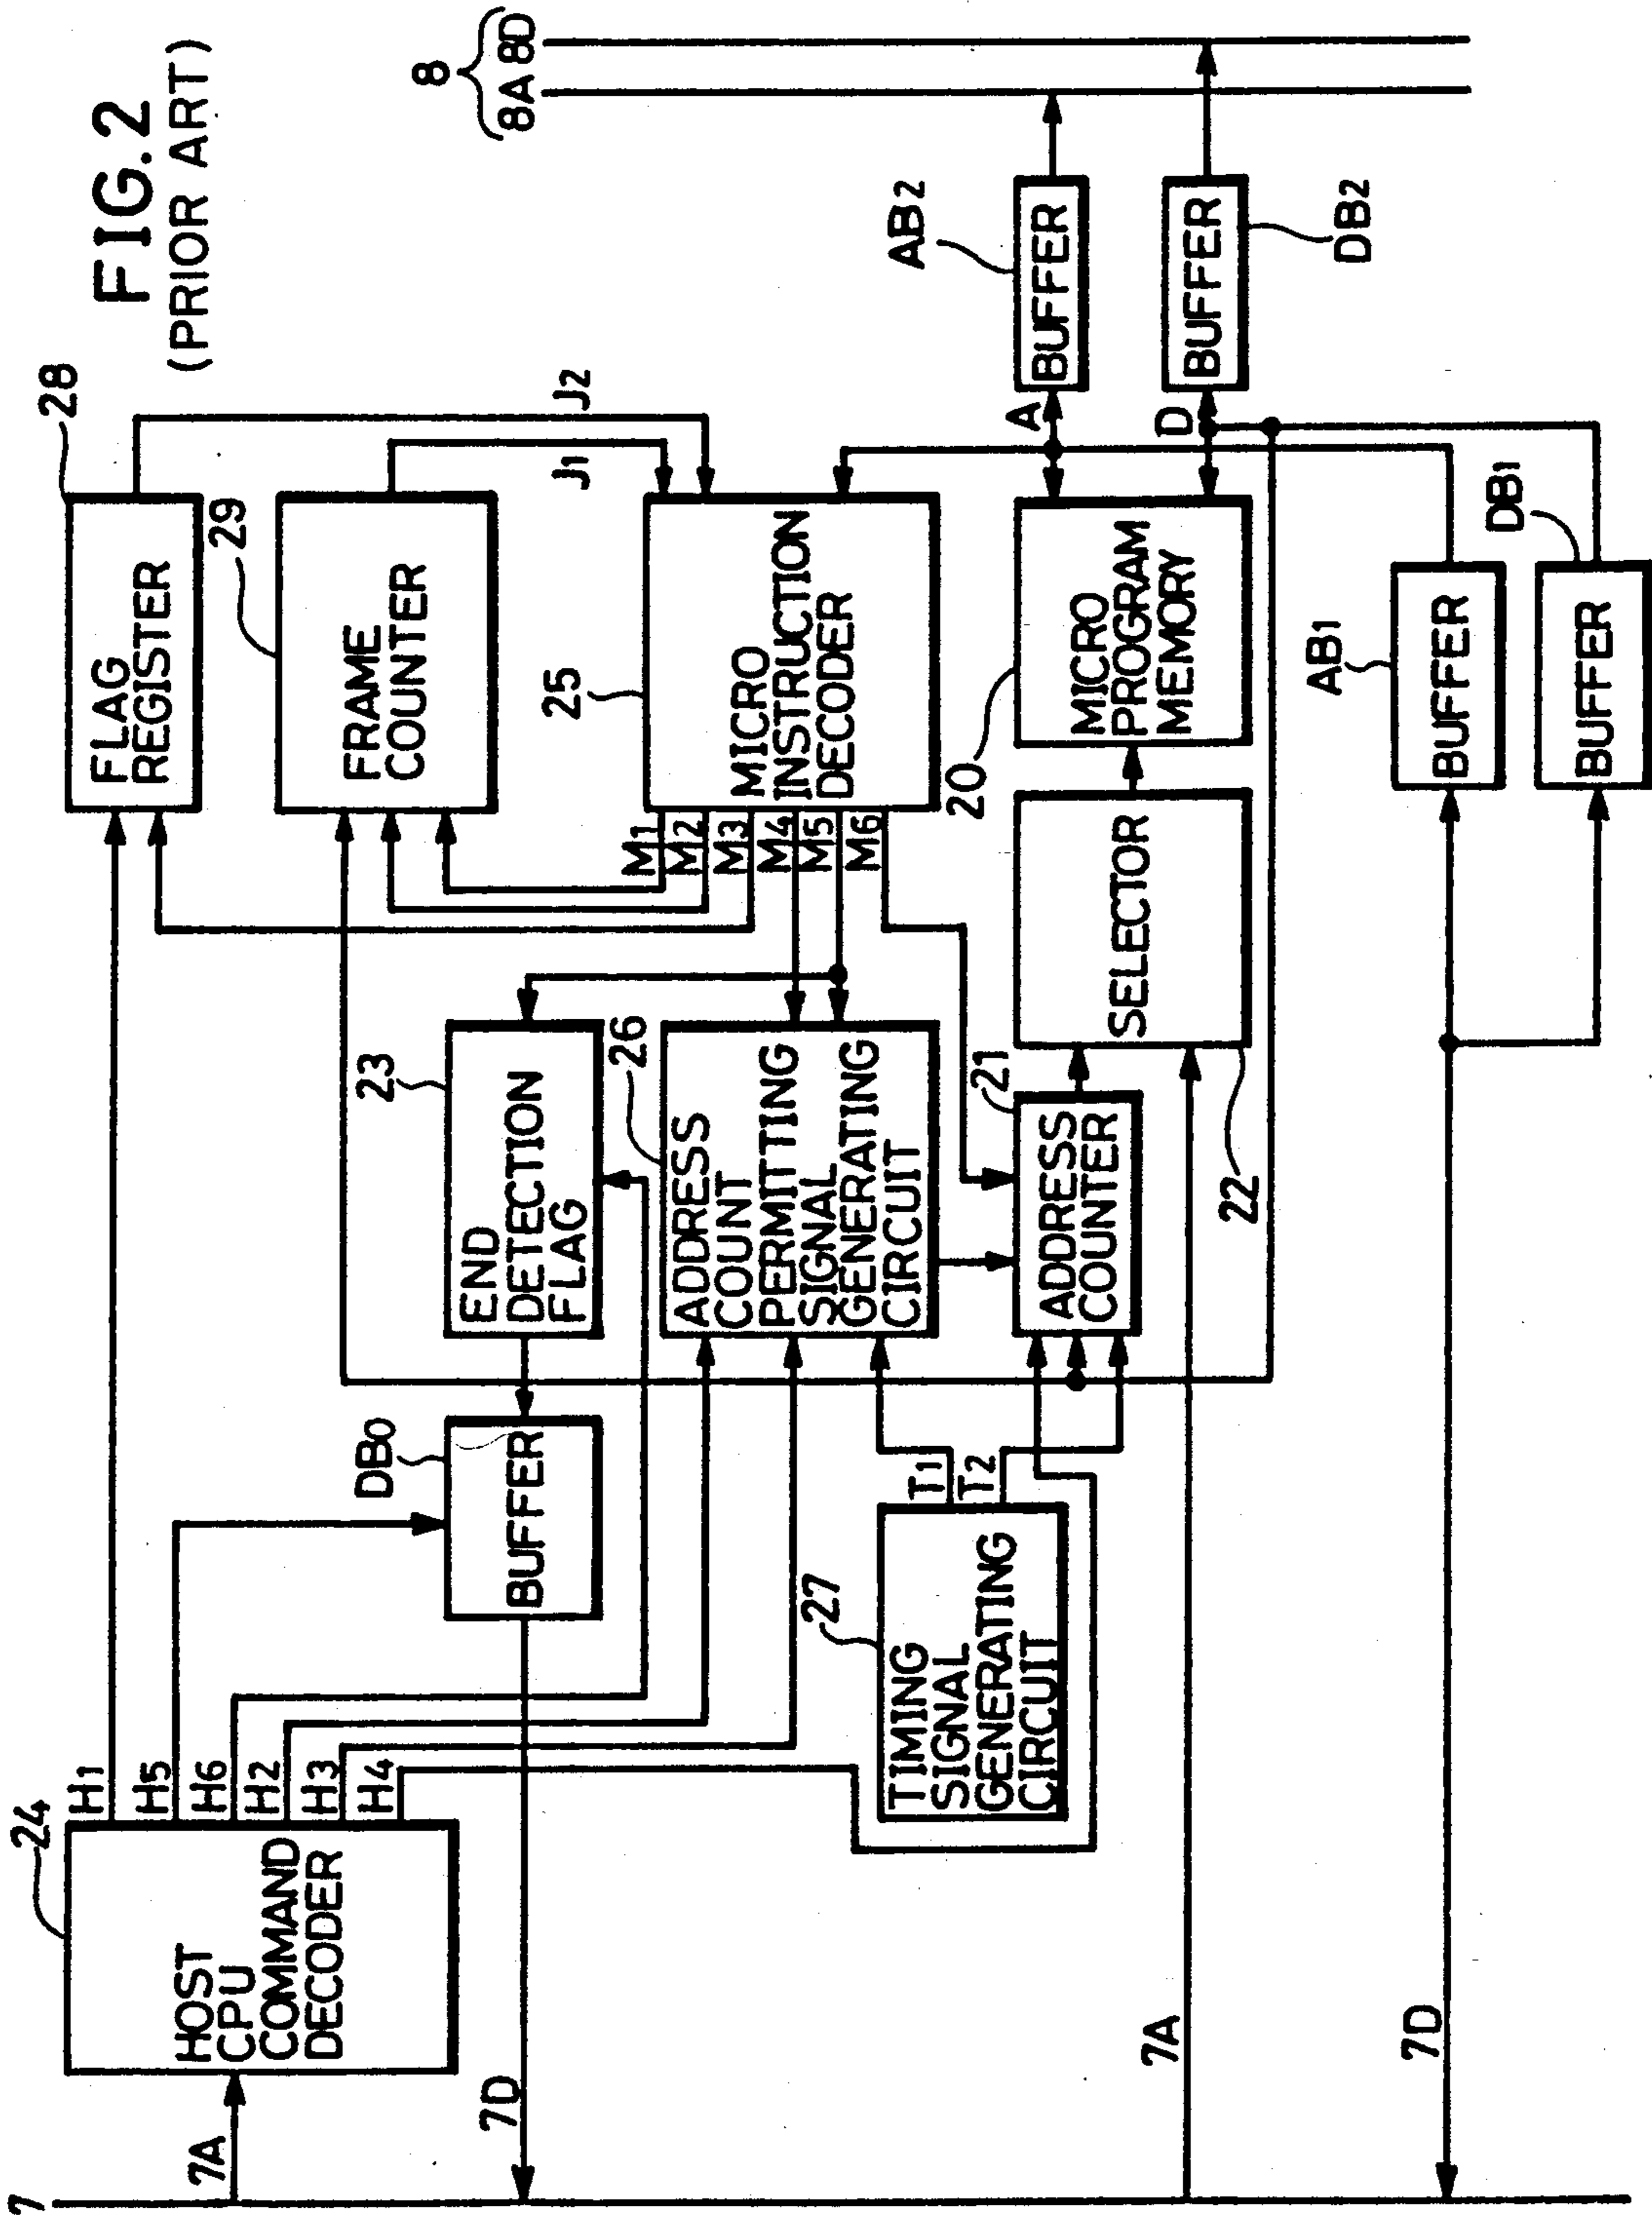 FIG.2
(PRIOR ART)
7
7A
24
HOST
CPU
COMMAND
DECODER
H1
H5
H6
H2
H3
H4
7D
DB0
BUFFER
23
END
DETECTION
FLAG
28
FLAG
REGISTER
29
FRAME
COUNTER
J1
J2
25
MICRO
INSTRUCTION
DECODER
M1
M2
M3
M4
M5
M6
26
ADDRESS
COUNT
PERMITTING
SIGNAL
GENERATING
CIRCUIT
27
TIMING
SIGNAL
GENERATING
CIRCUIT
T1
T2
21
ADDRESS
COUNTER
22
SELECTOR
20
MICRO
PROGRAM
MEMORY
A
D
AB2
BUFFER
BUFFER
DB2
8
8A 8D
7A
7D
AB1
BUFFER
DB1
BUFFER